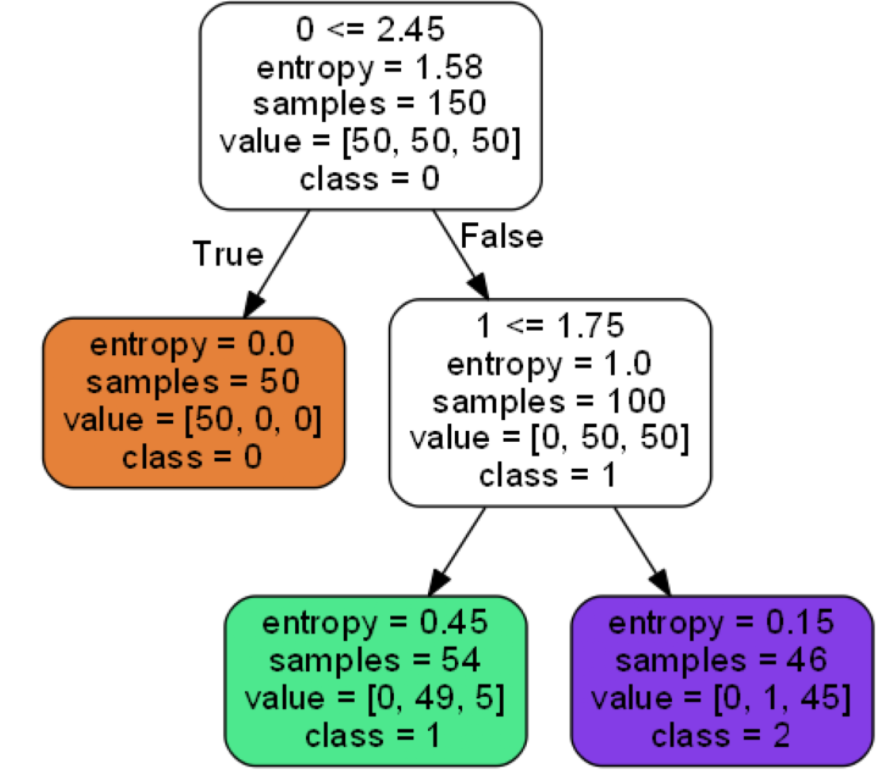 0 <= 2.45
entropy = 1.58
samples = 150
value = [50, 50, 50]
class = 0
True
False
entropy = 0.0
samples = 50
value = [50, 0, 0]
class = 0
1 <= 1.75
entropy = 1.0
samples = 100
value = [0, 50, 50]
class = 1
entropy = 0.45
samples = 54
value = [0, 49, 5]
class = 1
entropy = 0.15
samples = 46
value = [0, 1, 45]
class = 2